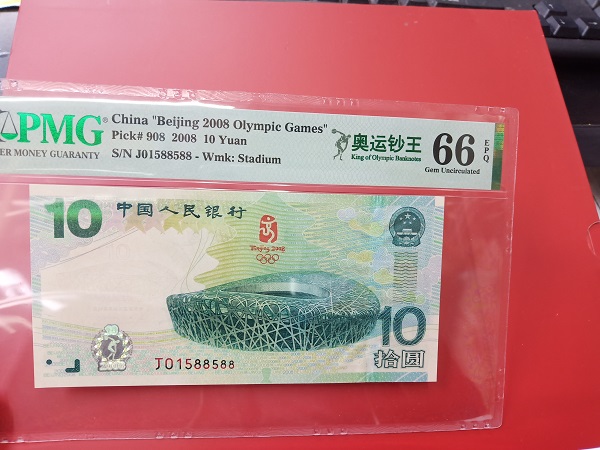 PMG®
ER MONEY GUARANTY
China "Beijing 2008 Olympic Games"
Pick# 908 2008 10 Yuan
S/N J01588588 - Wmk: Stadium
奥运钞王
King of Olympic Banknotes
66
EPQ
Gem Uncirculated
10
中国人民银行
Beijing 2008
10
拾圆
2008
J01588588